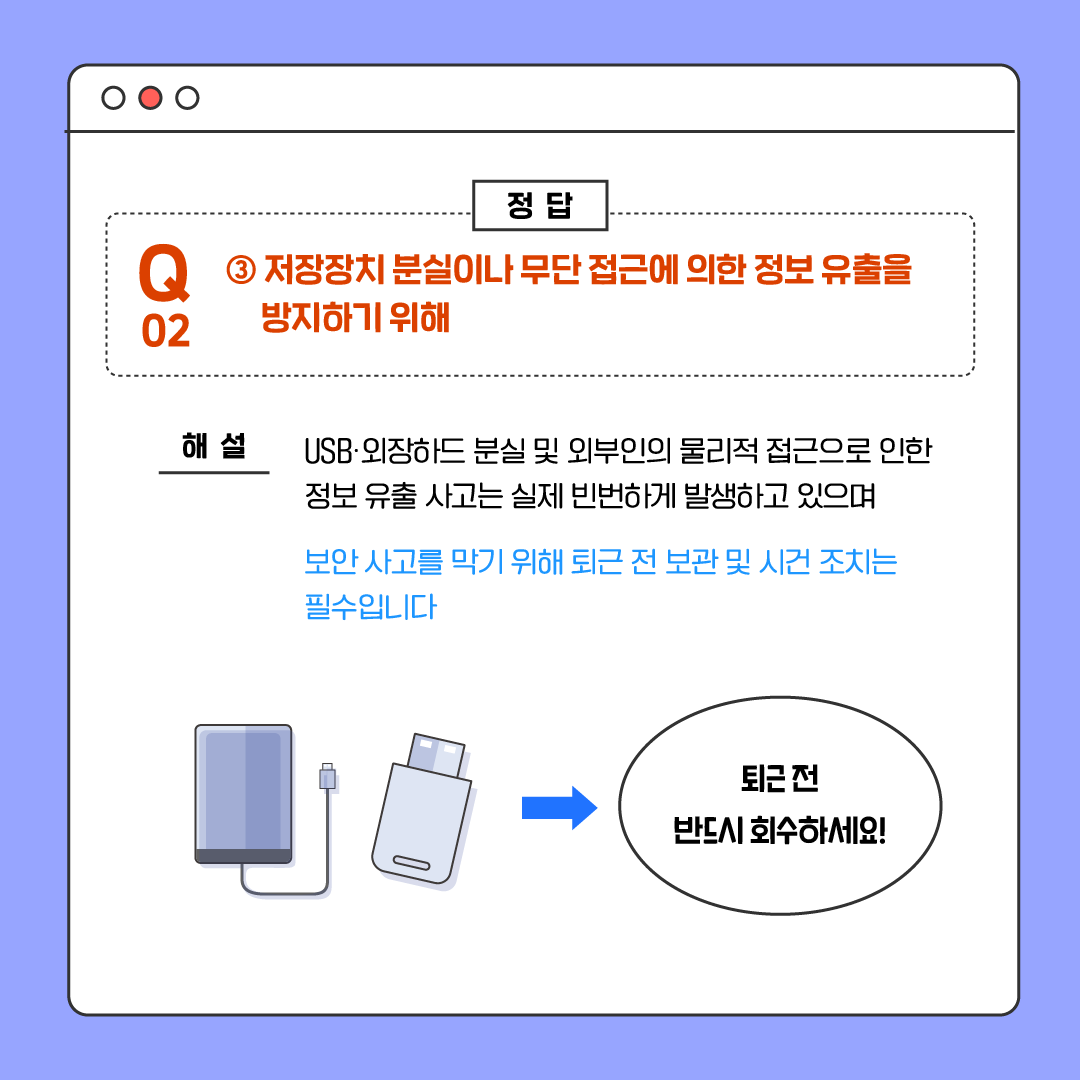 정 답
Q
02
③ 저장장치 분실이나 무단 접근에 의한 정보 유출을
방지하기 위해
해 설
USB·외장하드 분실 및 외부인의 물리적 접근으로 인한
정보 유출 사고는 실제 빈번하게 발생하고 있으며
보안 사고를 막기 위해 퇴근 전 보관 및 시건 조치는
필수입니다
퇴근 전
반드시 회수하세요!